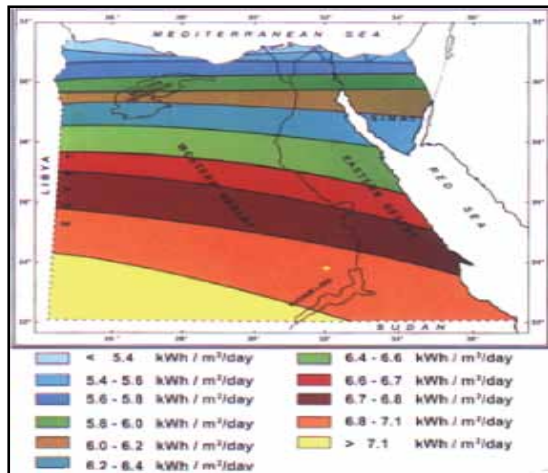 MEDITERRANEAN SEA
SINAI
LIBYA
WESTERN DESERT
EASTERN DESERT
RED SEA
SUDAN
< 5.4 kWh / m²/day
5.4 - 5.6 kWh / m²/day
5.6 - 5.8 kWh / m²/day
5.8 - 6.0 kWh / m²/day
6.0 - 6.2 kWh / m²/day
6.2 - 6.4 kWh / m²/day
6.4 - 6.6 kWh / m²/day
6.6 - 6.7 kWh / m²/day
6.7 - 6.8 kWh / m²/day
6.8 - 7.1 kWh / m²/day
> 7.1 kWh / m²/day